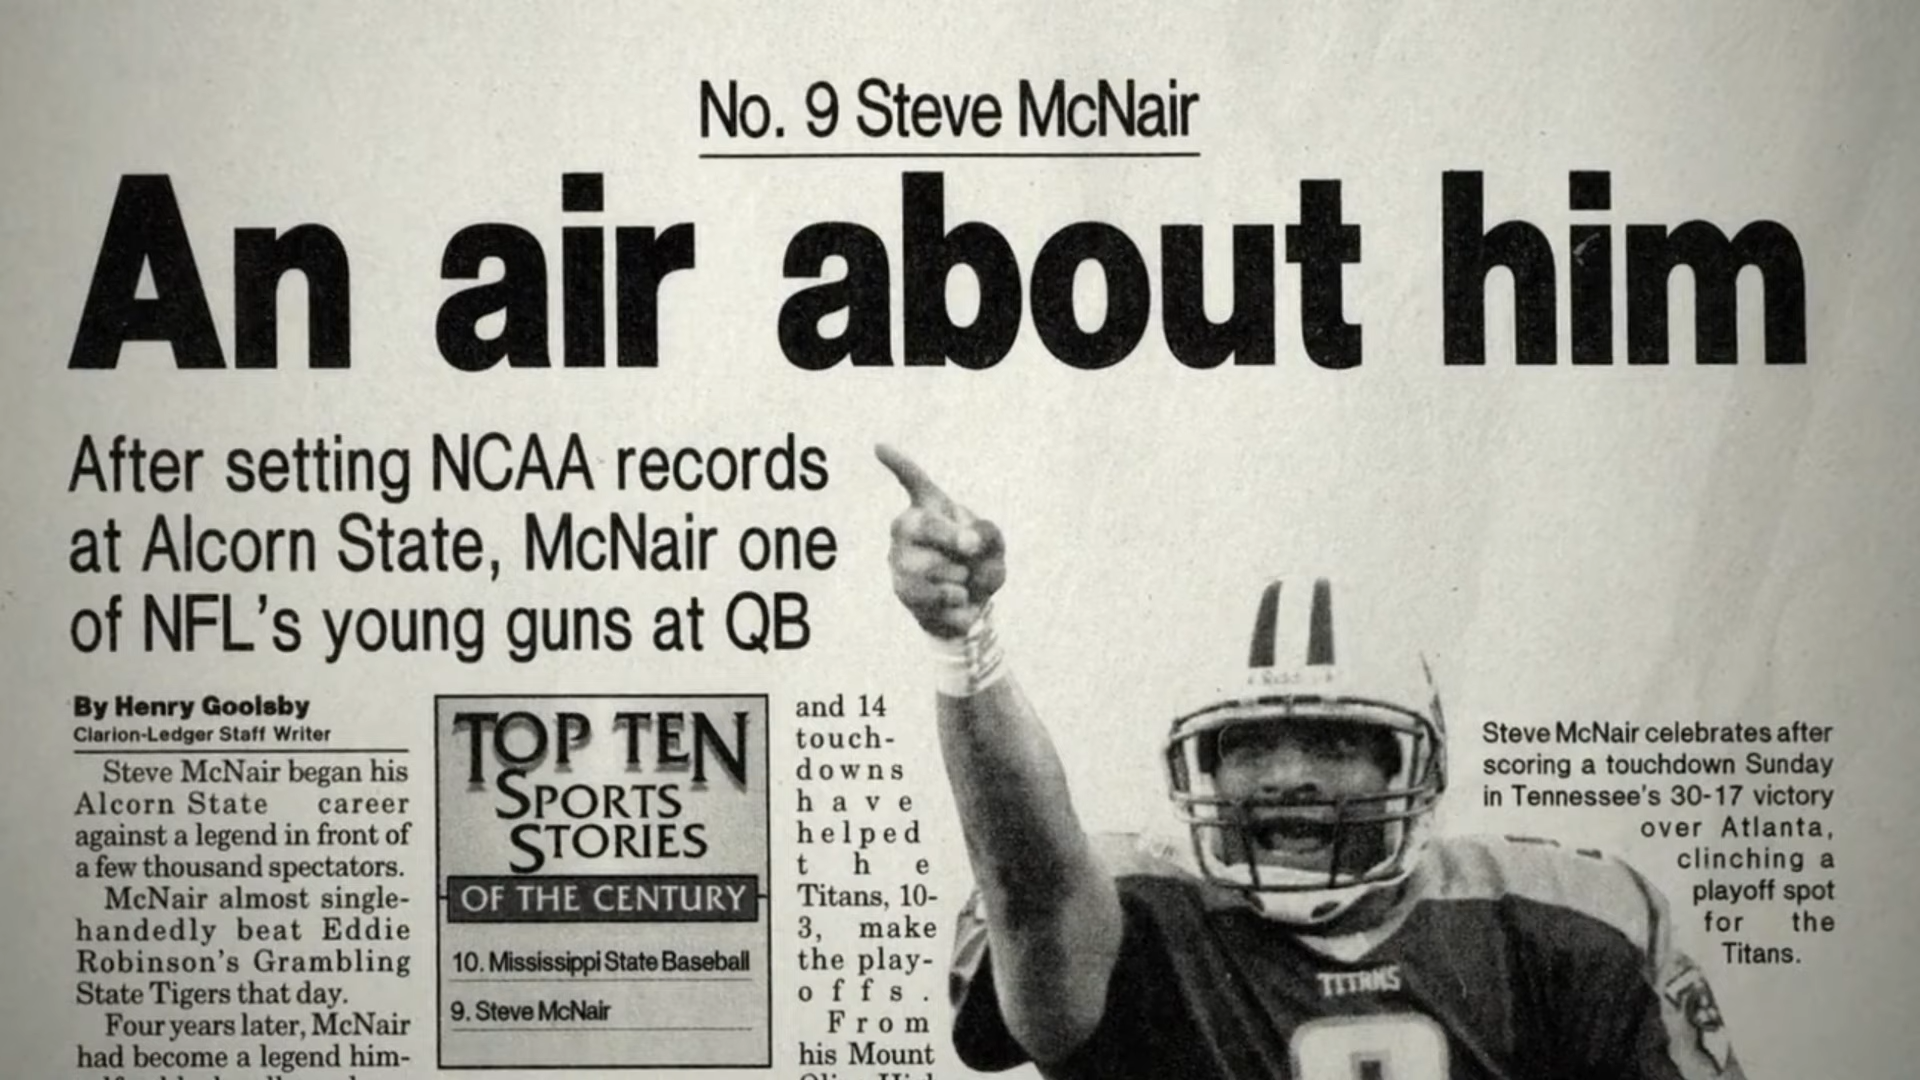 No. 9 Steve McNair
An air about him
After setting NCAA records
at Alcorn State, McNair one
of NFL's young guns at QB
By Henry Goolsby
Clarion-Ledger Staff Writer
Steve McNair began his
Alcorn State career
against a legend in front of
a few thousand spectators.
McNair almost single-
handedly beat Eddie
Robinson's Grambling
State Tigers that day.
Four years later, McNair
had become a legend him-
TOP TEN
SPORTS
STORIES
OF THE CENTURY
10. Mississippi State Baseball
9. Steve McNair
and 14
touch-
downs
have
helped
the
Titans, 10-
3, make
the play-
offs.
From
his Mount
Steve McNair celebrates after
scoring a touchdown Sunday
in Tennessee's 30-17 victory
over Atlanta,
clinching a
playoff spot
for the
Titans.
TITANS